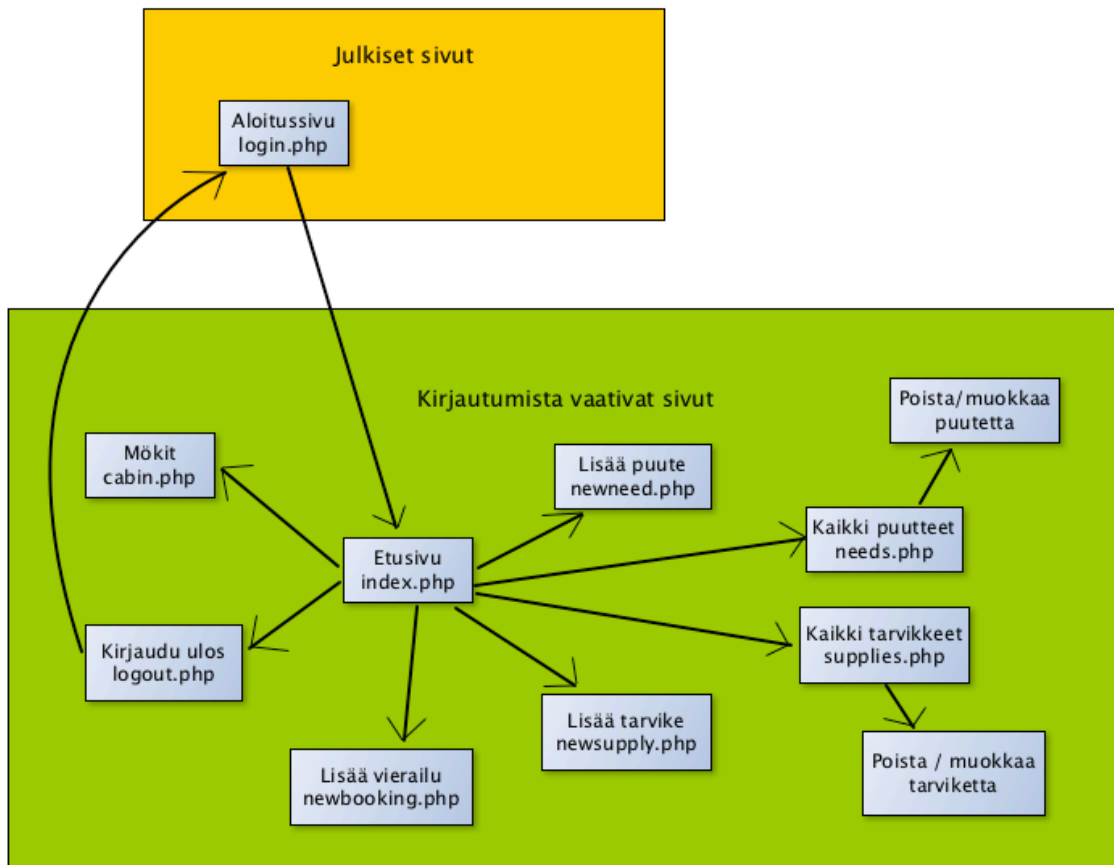 Julkiset sivut
Aloitussivu
login.php
Kirjautumista vaativat sivut
Poista/muokkaa
puutetta
Mökit
cabin.php
Lisää puute
newneed.php
Kaikki puutteet
needs.php
Etusivu
index.php
Kirjaudu ulos
logout.php
Kaikki tarvikkeet
supplies.php
Lisää tarvike
newsupply.php
Lisää vierailu
newbooking.php
Poista / muokkaa
tarviketta